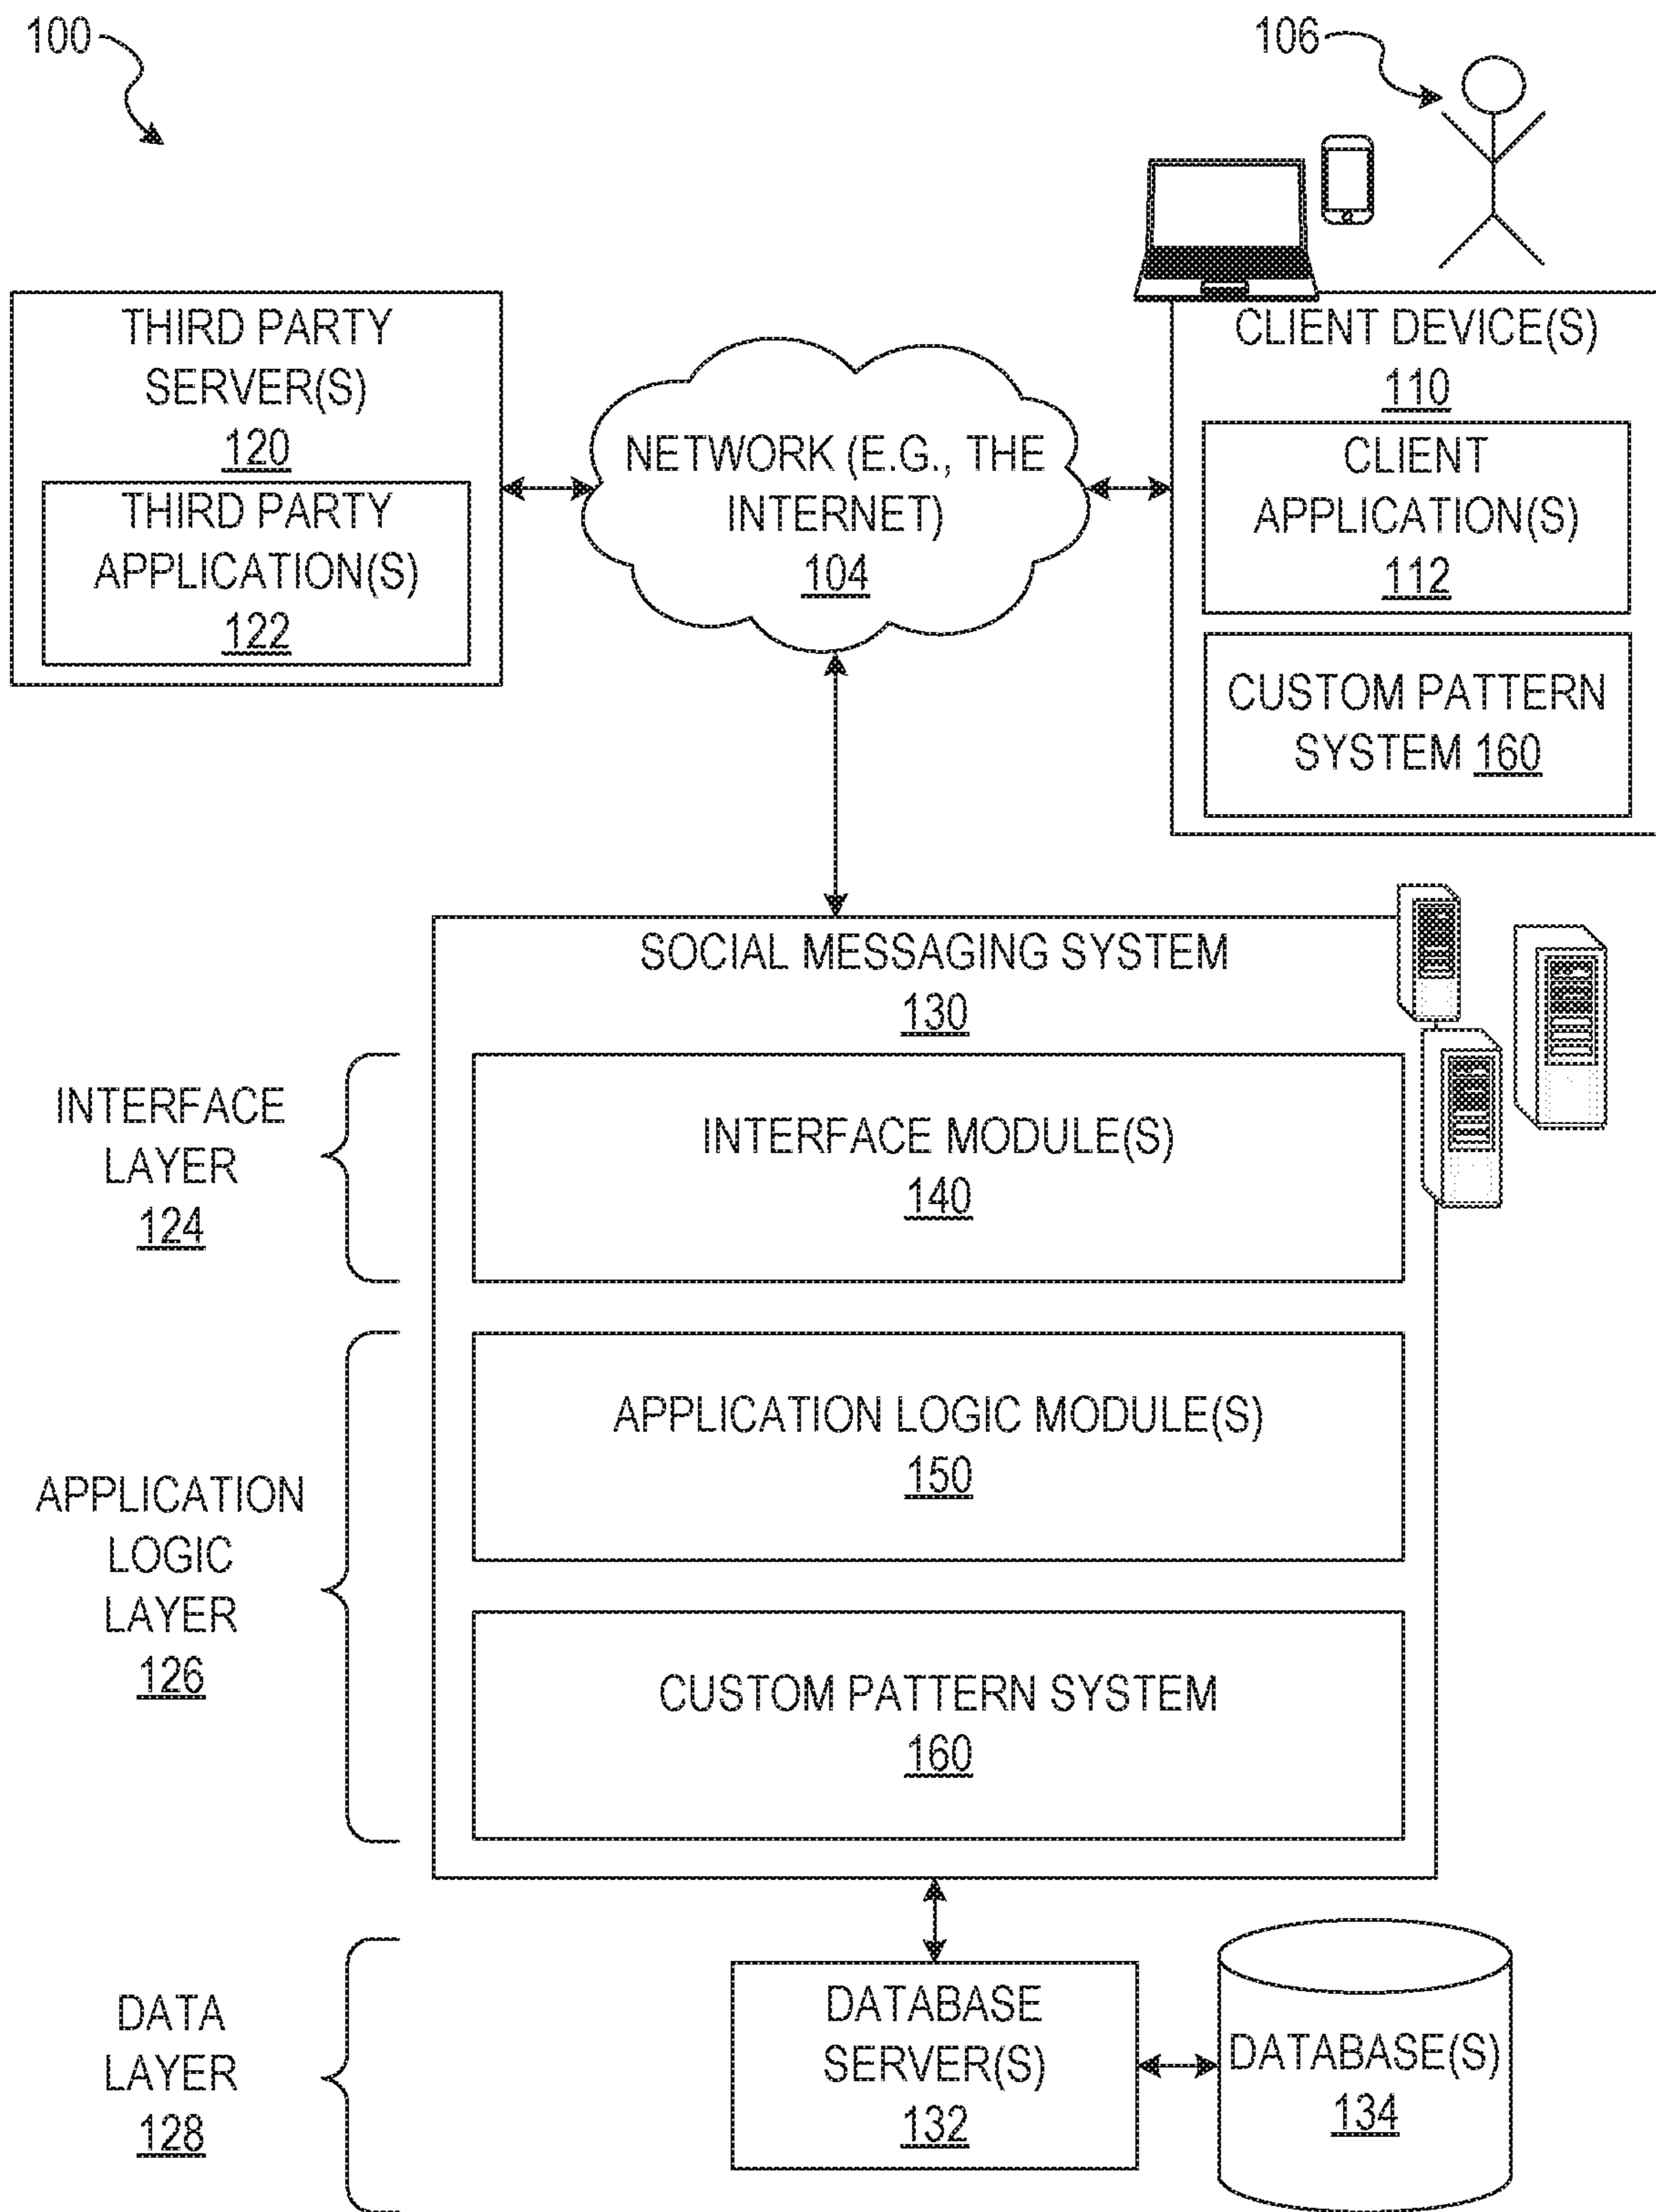 100
106
THIRD PARTY
SERVER(S)
120
THIRD PARTY
APPLICATION(S)
122
NETWORK (E.G., THE
INTERNET)
104
CLIENT DEVICE(S)
110
CLIENT
APPLICATION(S)
112
CUSTOM PATTERN
SYSTEM 160
SOCIAL MESSAGING SYSTEM
130
INTERFACE
LAYER
124
INTERFACE MODULE(S)
140
APPLICATION
LOGIC
LAYER
126
APPLICATION LOGIC MODULE(S)
150
CUSTOM PATTERN SYSTEM
160
DATA
LAYER
128
DATABASE
SERVER(S)
132
DATABASE(S)
134